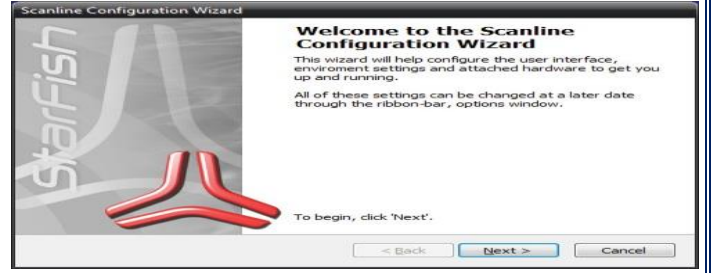 Scanline Configuration Wizard
StarFish
Welcome to the Scanline
Configuration Wizard
This wizard will help configure the user interface,
enviroment settings and attached hardware to get you
up and running.
All of these settings can be changed at a later date
through the ribbon-bar, options window.
To begin, click 'Next'.
< Back
Next >
Cancel